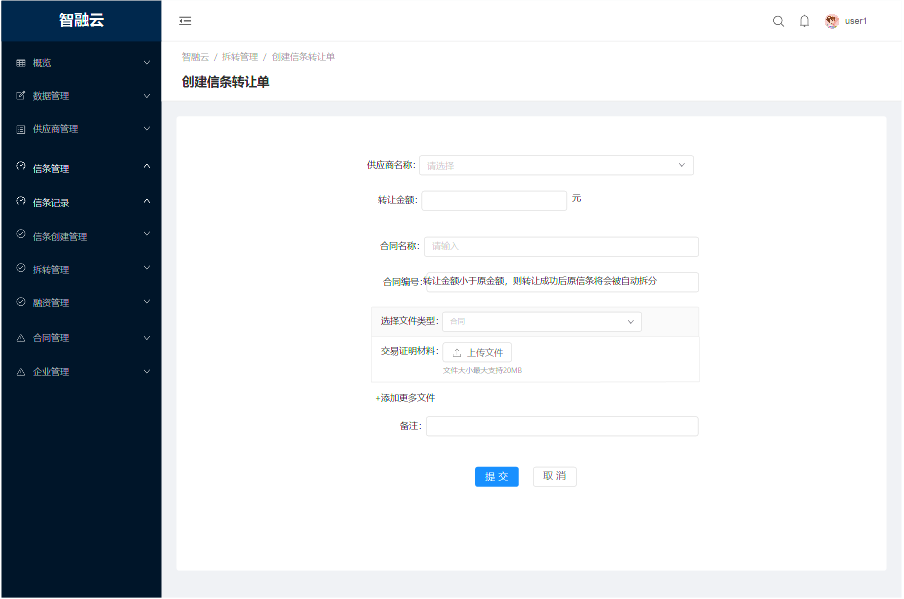 智融云
user1
概览
数据管理
供应商管理
信条管理
信条记录
信条创建管理
拆转管理
融资管理
合同管理
企业管理
智融云 / 拆转管理 / 创建信条转让单
创建信条转让单
供应商名称: 请选择
转让金额: 元
合同名称: 请输入
合同编号: 转让金额小于原金额，则转让成功后原信条将会被自动拆分
选择文件类型: 合同
交易证明材料: 上传文件
文件大小最大支持20MB
+添加更多文件
备注:
提 交 取 消